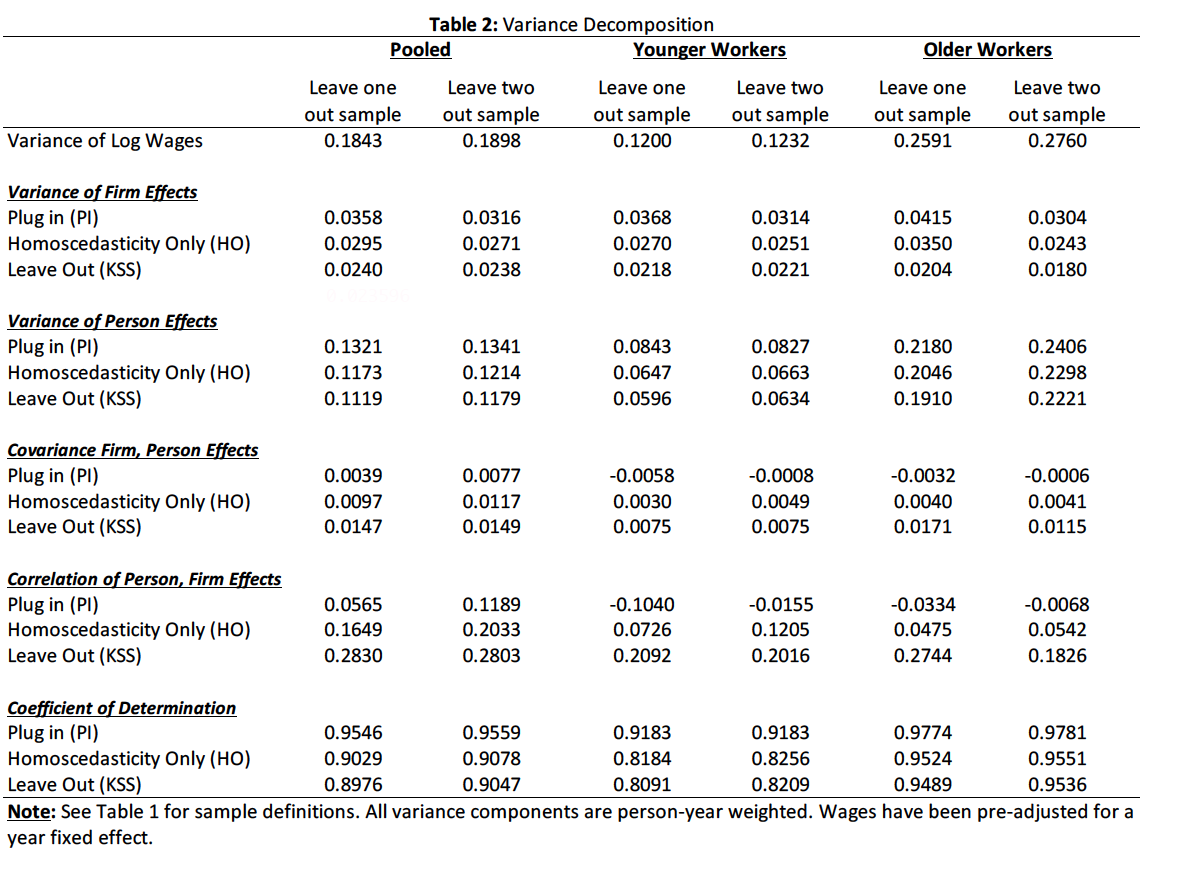 Table 2: Variance Decomposition
Pooled Younger Workers Older Workers
Leave one Leave two Leave one Leave two Leave one Leave two
out sample out sample out sample out sample out sample out sample
Variance of Log Wages 0.1843 0.1898 0.1200 0.1232 0.2591 0.2760
Variance of Firm Effects
Plug in (PI) 0.0358 0.0316 0.0368 0.0314 0.0415 0.0304
Homoscedasticity Only (HO) 0.0295 0.0271 0.0270 0.0251 0.0350 0.0243
Leave Out (KSS) 0.0240 0.0238 0.0218 0.0221 0.0204 0.0180
Variance of Person Effects
Plug in (PI) 0.1321 0.1341 0.0843 0.0827 0.2180 0.2406
Homoscedasticity Only (HO) 0.1173 0.1214 0.0647 0.0663 0.2046 0.2298
Leave Out (KSS) 0.1119 0.1179 0.0596 0.0634 0.1910 0.2221
Covariance Firm, Person Effects
Plug in (PI) 0.0039 0.0077 -0.0058 -0.0008 -0.0032 -0.0006
Homoscedasticity Only (HO) 0.0097 0.0117 0.0030 0.0049 0.0040 0.0041
Leave Out (KSS) 0.0147 0.0149 0.0075 0.0075 0.0171 0.0115
Correlation of Person, Firm Effects
Plug in (PI) 0.0565 0.1189 -0.1040 -0.0155 -0.0334 -0.0068
Homoscedasticity Only (HO) 0.1649 0.2033 0.0726 0.1205 0.0475 0.0542
Leave Out (KSS) 0.2830 0.2803 0.2092 0.2016 0.2744 0.1826
Coefficient of Determination
Plug in (PI) 0.9546 0.9559 0.9183 0.9183 0.9774 0.9781
Homoscedasticity Only (HO) 0.9029 0.9078 0.8184 0.8256 0.9524 0.9551
Leave Out (KSS) 0.8976 0.9047 0.8091 0.8209 0.9489 0.9536
Note: See Table 1 for sample definitions. All variance components are person-year weighted. Wages have been pre-adjusted for a
year fixed effect.